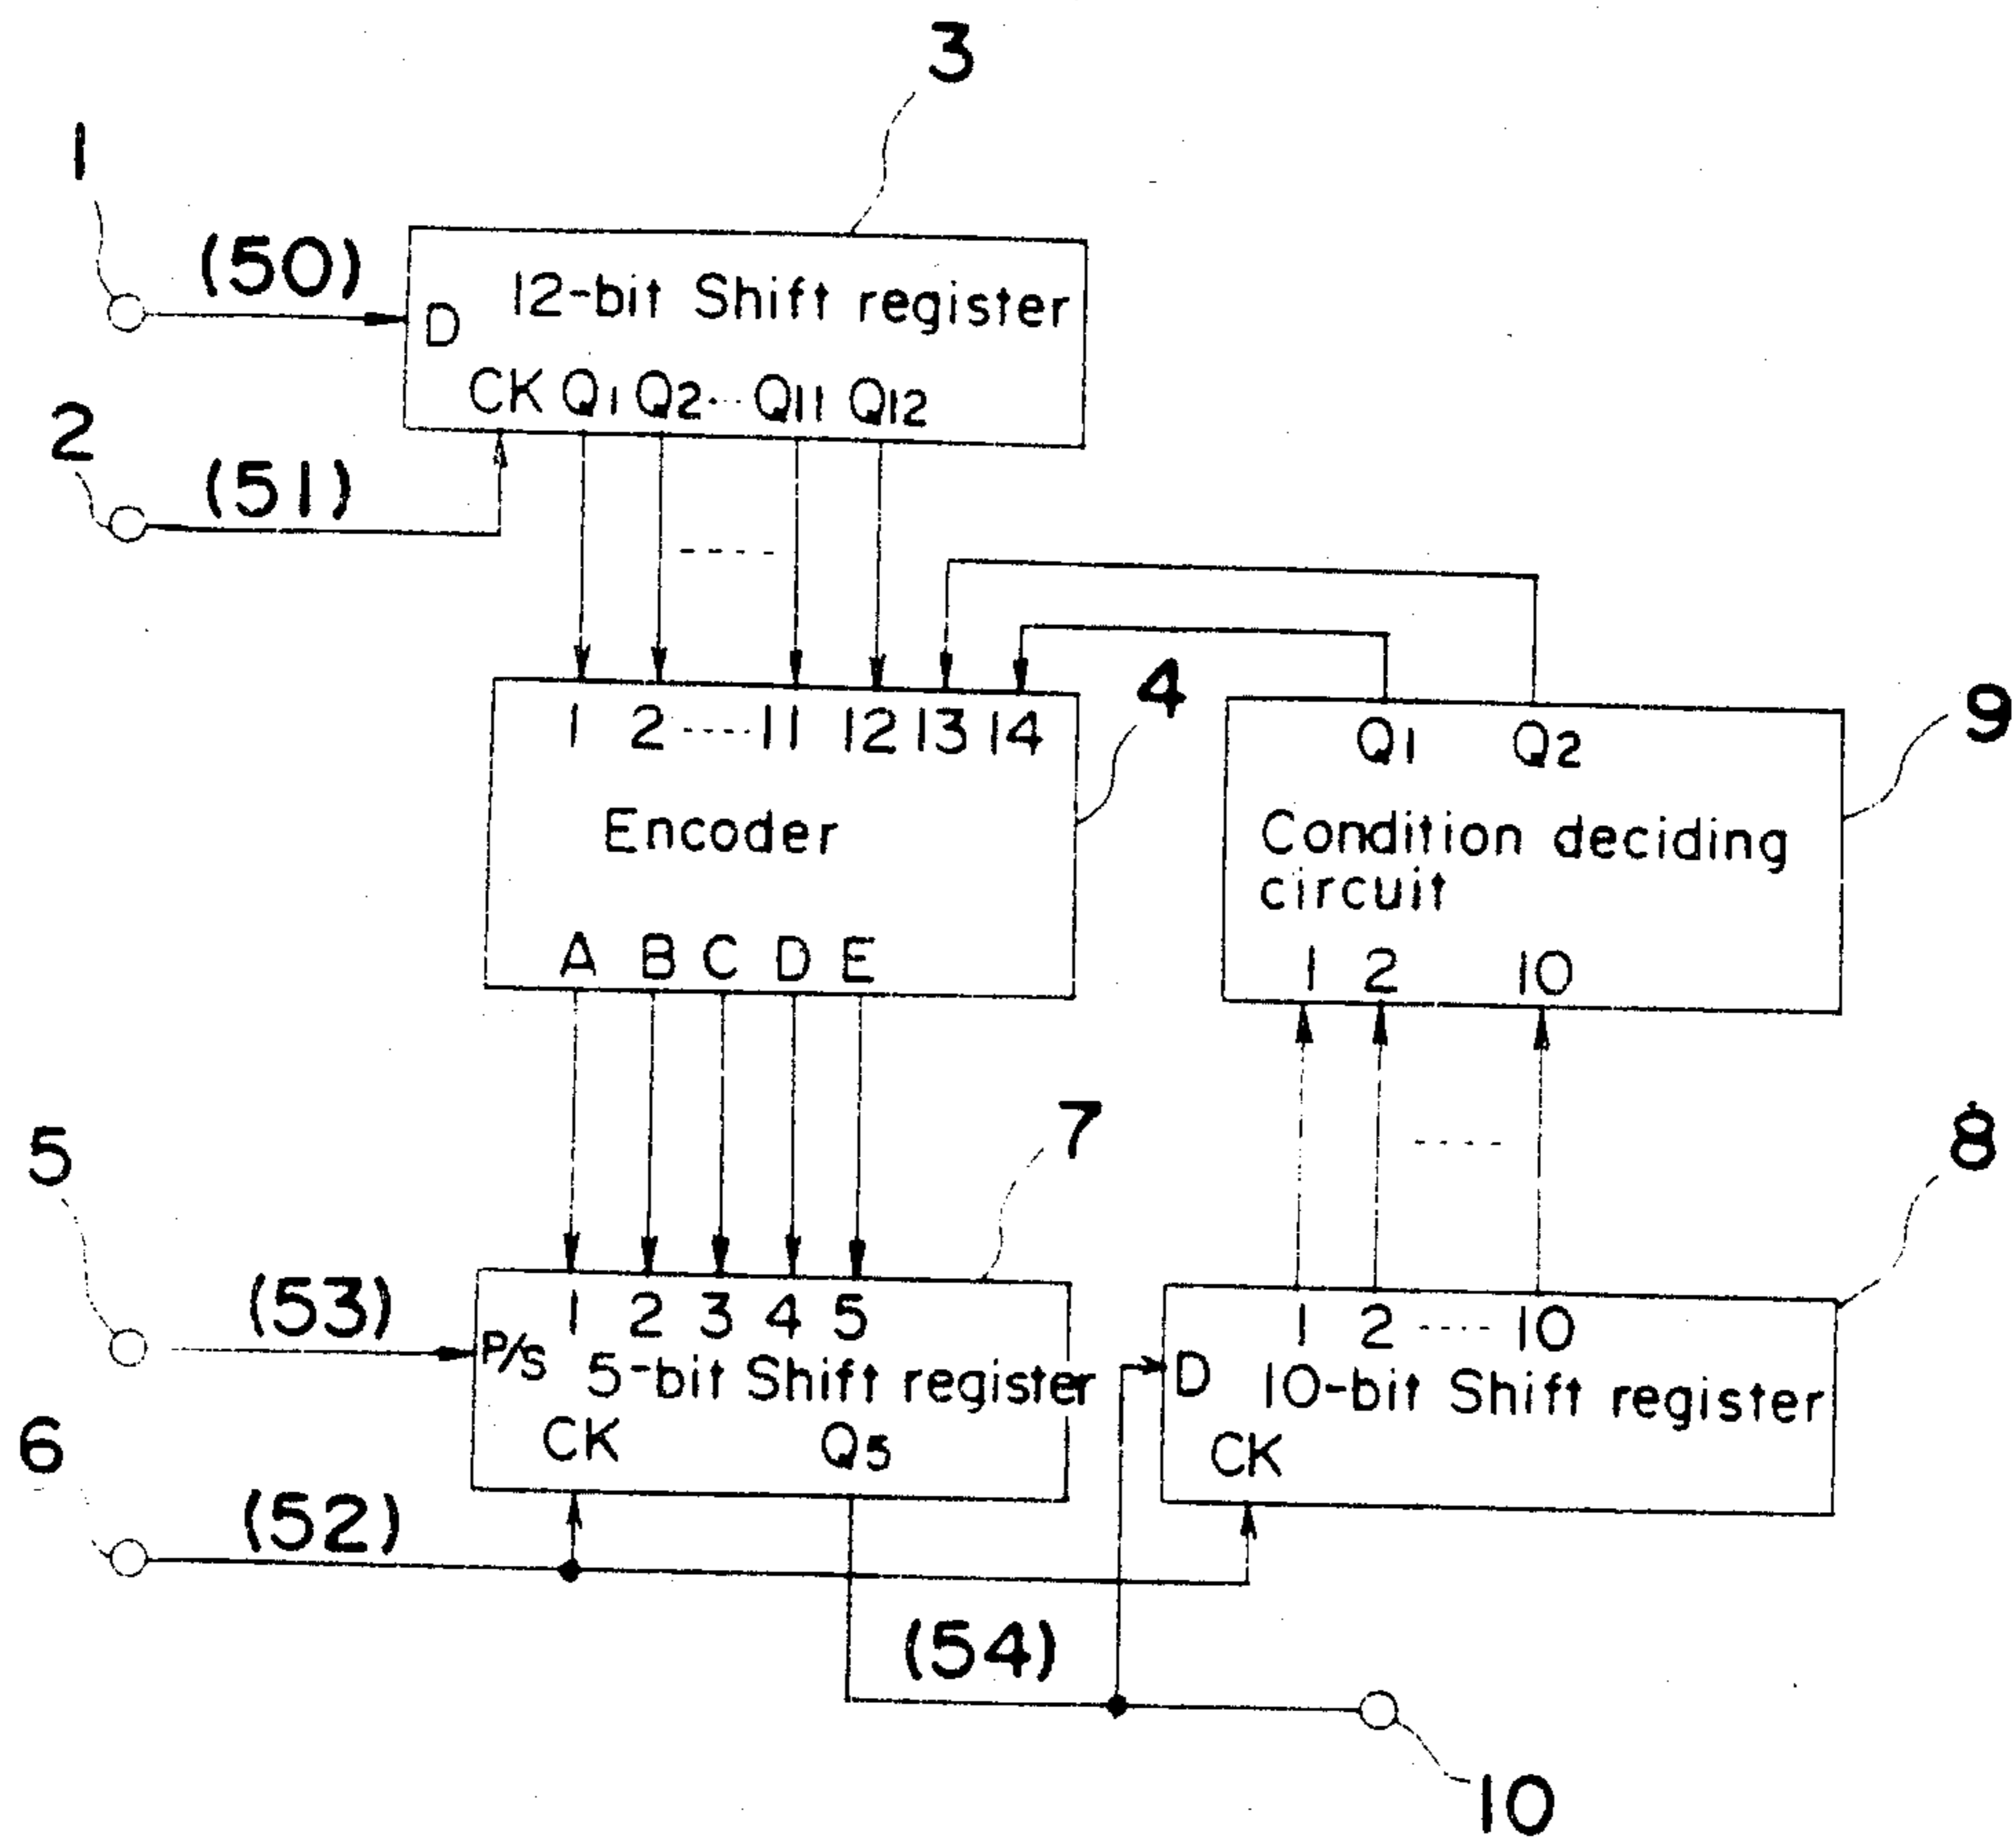 3
1
(50)
12-bit Shift register
D
CK Q1 Q2 ... Q11 Q12
2
(51)
4
9
1 2 ..... 11 12 13 14
Q1 Q2
Encoder
Condition deciding
circuit
A B C D E
1 2 10
7
8
5
(53)
1 2 3 4 5
P/S
5-bit Shift register
CK Q5
1 2 ..... 10
D
10-bit Shift register
CK
6
(52)
(54)
10